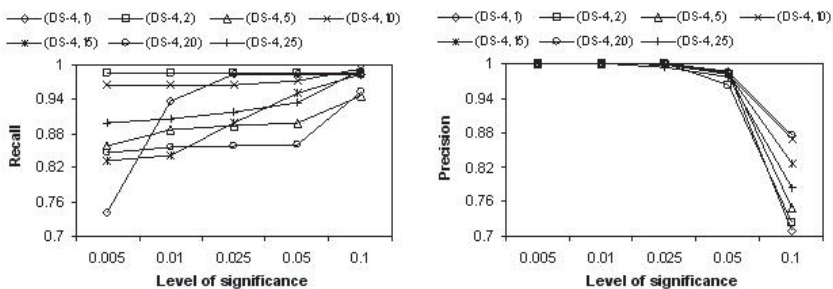 (DS-4,1) (DS-4,2) (DS-4,5) (DS-4,10)
(DS-4,15) (DS-4,20) (DS-4,25)
1
0.94
0.88
0.82
0.76
0.7
Recall
0.005 0.01 0.025 0.05 0.1
Level of significance
(DS-4,1) (DS-4,2) (DS-4,5) (DS-4,10)
(DS-4,15) (DS-4,20) (DS-4,25)
1
0.94
0.88
0.82
0.76
0.7
Precision
0.005 0.01 0.025 0.05 0.1
Level of significance